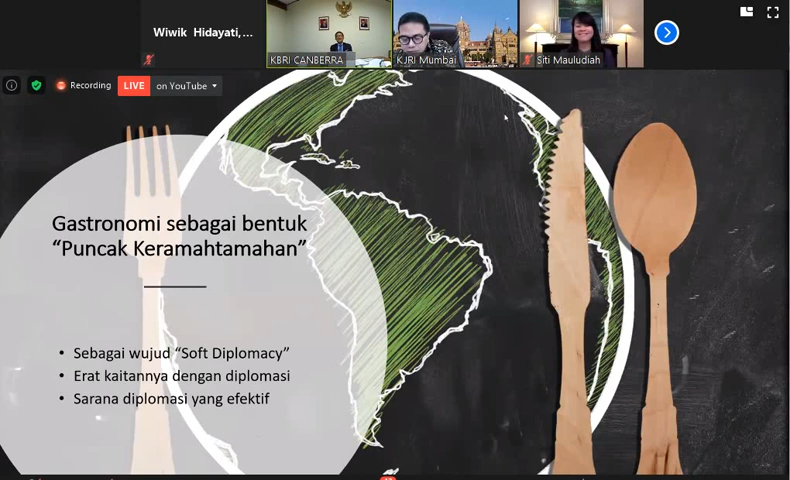 Wiwik Hidayati,...
KBRI CANBERRA
KJRI Mumbai
Siti Mauludiah
Recording
LIVE
on YouTube
Gastronomi sebagai bentuk
“Puncak Keramahtamahan”
• Sebagai wujud “Soft Diplomacy”
• Erat kaitannya dengan diplomasi
• Sarana diplomasi yang efektif